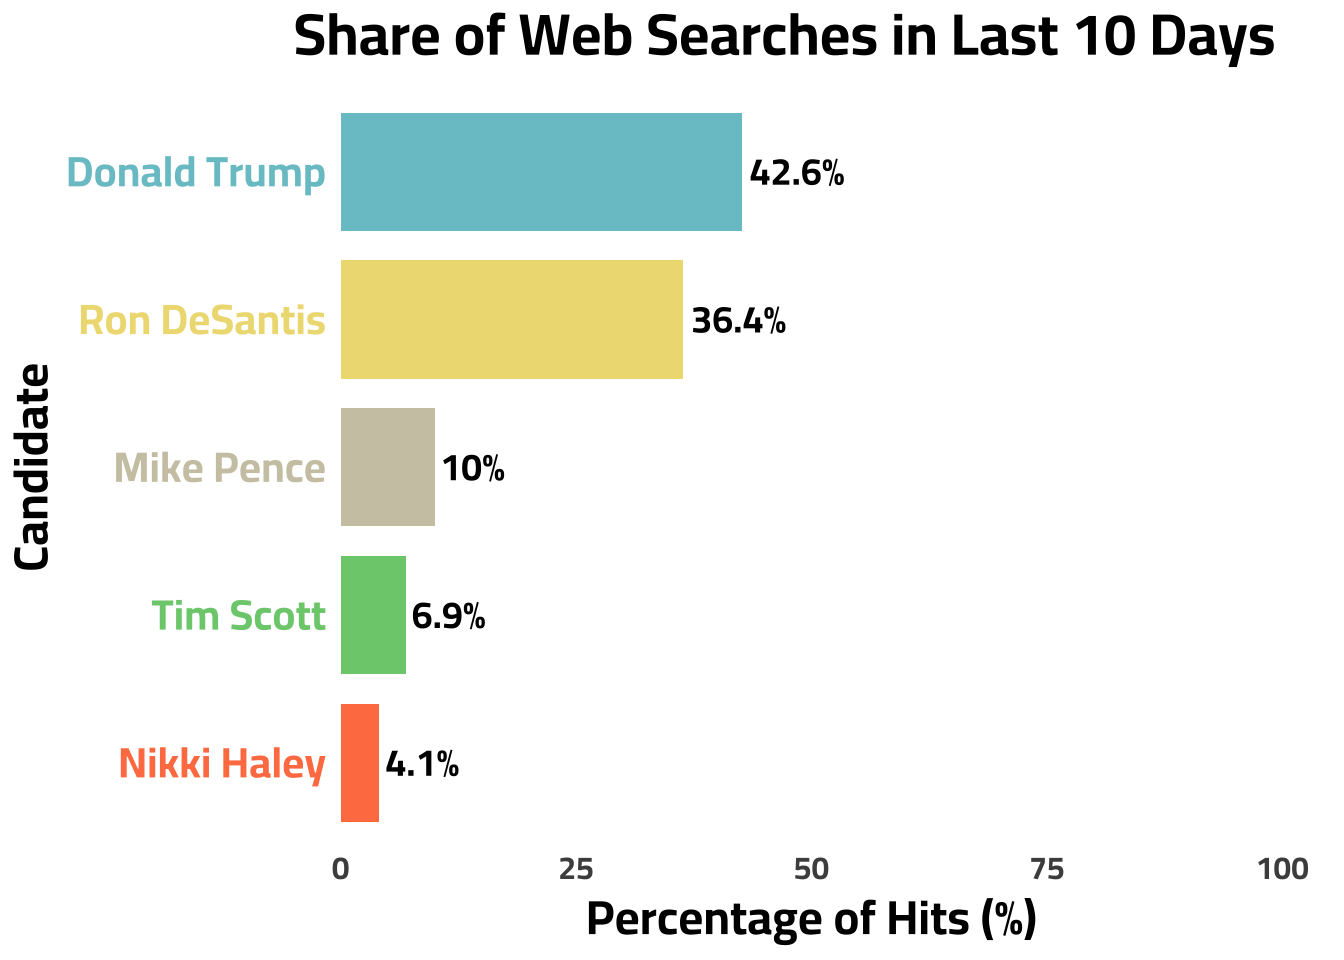 Share of Web Searches in Last 10 Days
Donald Trump
42.6%
Ron DeSantis
36.4%
Mike Pence
10%
Tim Scott
6.9%
Nikki Haley
4.1%
Candidate
0 25 50 75 100
Percentage of Hits (%)